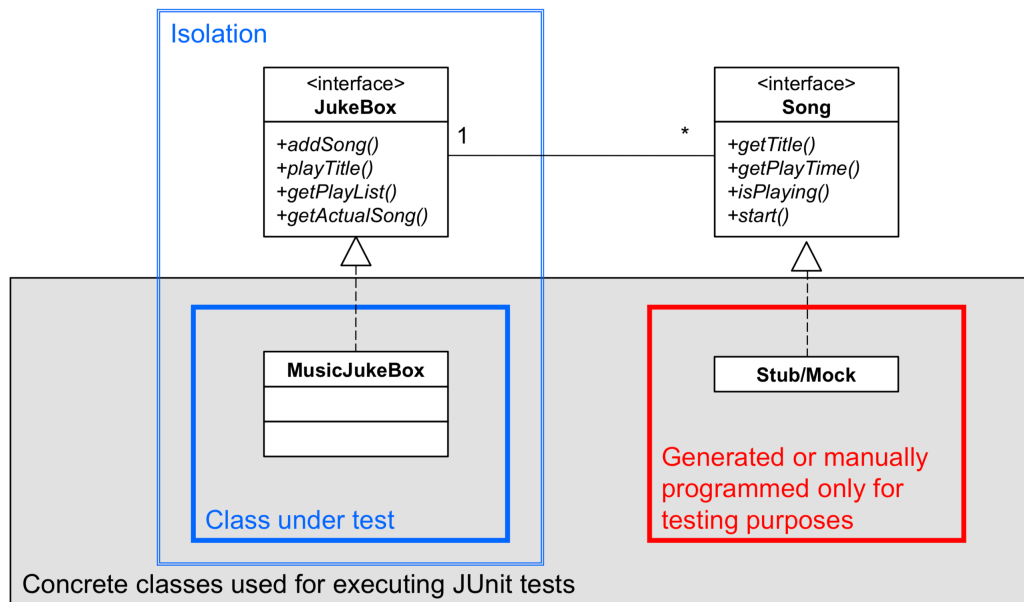 Isolation
<interface>
JukeBox
+addSong()
+playTitle()
+getPlayList()
+getActualSong()
1
*
<interface>
Song
+getTitle()
+getPlayTime()
+isPlaying()
+start()
MusicJukeBox
Class under test
Stub/Mock
Generated or manually
programmed only for
testing purposes
Concrete classes used for executing JUnit tests